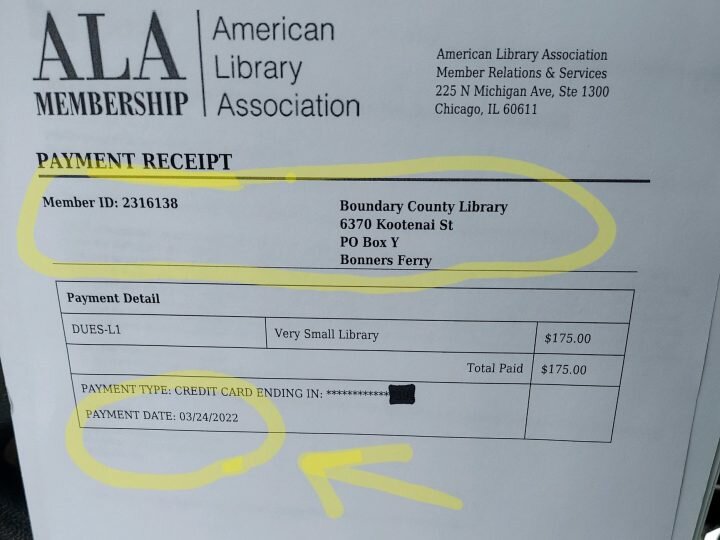 ALA
MEMBERSHIP
American
Library
Association
American Library Association
Member Relations & Services
225 N Michigan Ave, Ste 1300
Chicago, IL 60611
PAYMENT RECEIPT
Member ID: 2316138
Boundary County Library
6370 Kootenai St
PO Box Y
Bonners Ferry
Payment Detail
DUES-L1 Very Small Library $175.00
Total Paid $175.00
PAYMENT TYPE: CREDIT CARD ENDING IN: ************
PAYMENT DATE: 03/24/2022